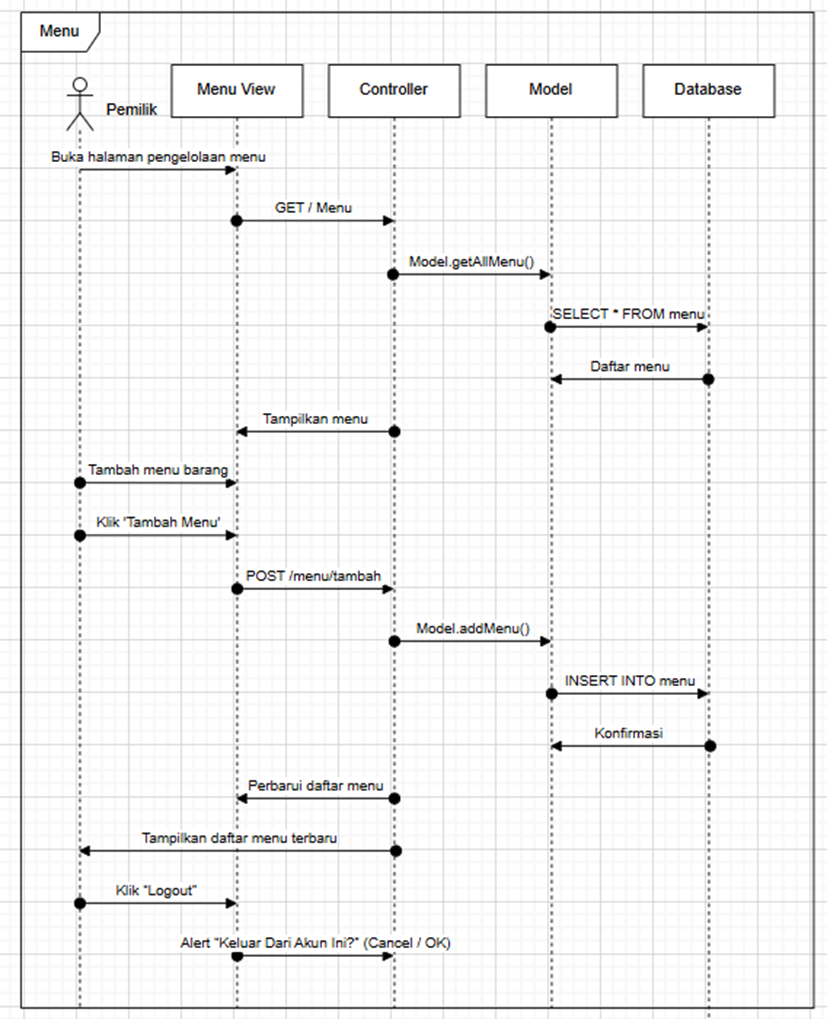 Menu
Pemilik
Menu View
Controller
Model
Database
Buka halaman pengelolaan menu
GET / Menu
Model.getAllMenu()
SELECT * FROM menu
Daftar menu
Tampilkan menu
Tambah menu barang
Klik 'Tambah Menu'
POST /menu/tambah
Model.addMenu()
INSERT INTO menu
Konfirmasi
Perbarui daftar menu
Tampilkan daftar menu terbaru
Klik "Logout"
Alert "Keluar Dari Akun Ini?" (Cancel / OK)